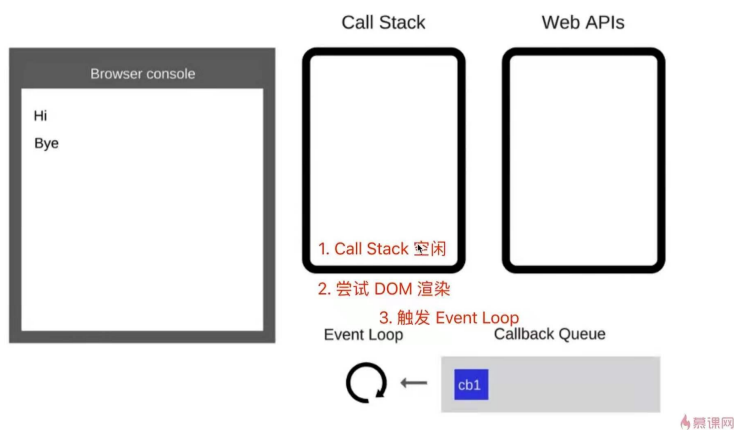 Call Stack
Web APIs
Browser console
Hi
Bye
1. Call Stack 空闲
2. 尝试 DOM 渲染
3. 触发 Event Loop
Event Loop
Callback Queue
cb1
慕课网